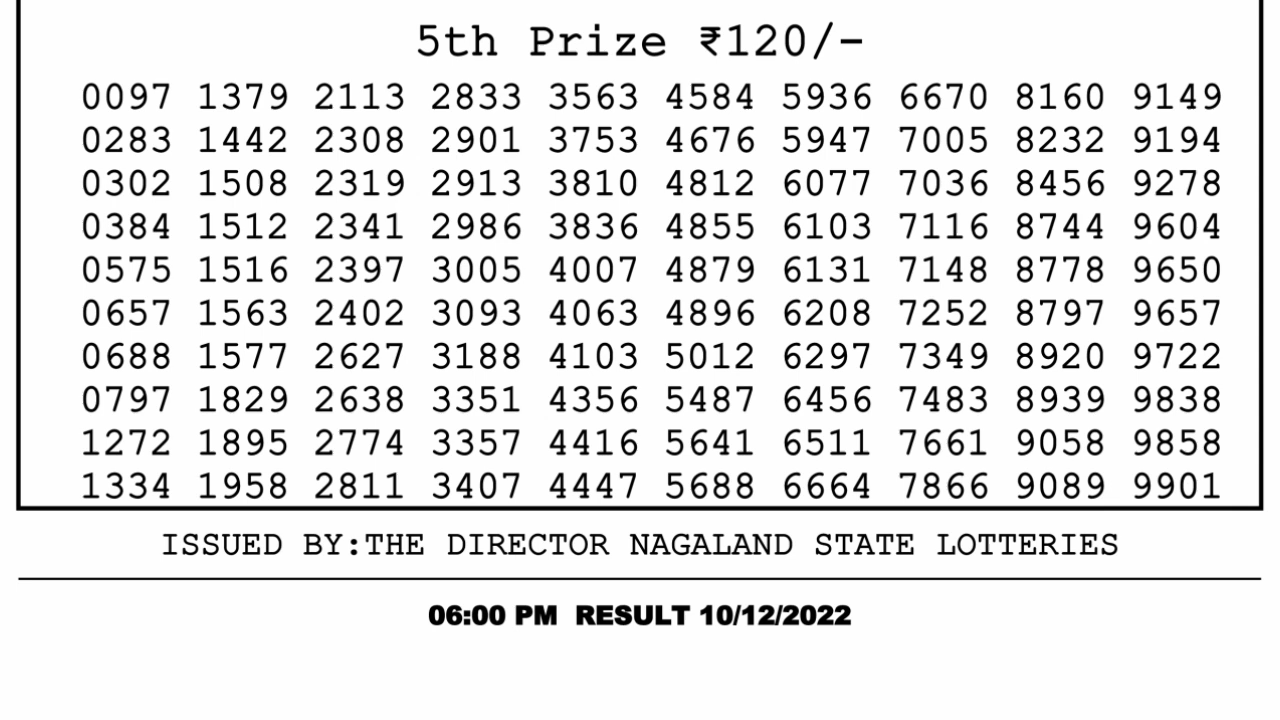 5th Prize ₹120/-
0097 1379 2113 2833 3563 4584 5936 6670 8160 9149
0283 1442 2308 2901 3753 4676 5947 7005 8232 9194
0302 1508 2319 2913 3810 4812 6077 7036 8456 9278
0384 1512 2341 2986 3836 4855 6103 7116 8744 9604
0575 1516 2397 3005 4007 4879 6131 7148 8778 9650
0657 1563 2402 3093 4063 4896 6208 7252 8797 9657
0688 1577 2627 3188 4103 5012 6297 7349 8920 9722
0797 1829 2638 3351 4356 5487 6456 7483 8939 9838
1272 1895 2774 3357 4416 5641 6511 7661 9058 9858
1334 1958 2811 3407 4447 5688 6664 7866 9089 9901
ISSUED BY:THE DIRECTOR NAGALAND STATE LOTTERIES
06:00 PM RESULT 10/12/2022